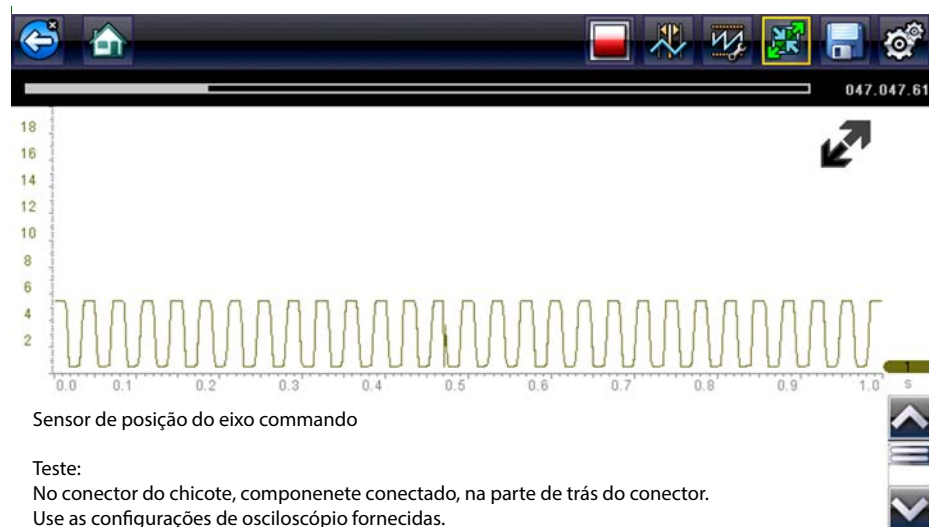 047.047.61
18
16
14
12
10
8
6
4
2
0.0 0.1 0.2 0.3 0.4 0.5 0.6 0.7 0.8 0.9 1.0 s
1
Sensor de posição do eixo commando
Teste:
No conector do chicote, componenete conectado, na parte de trás do conector.
Use as configurações de osciloscópio fornecidas.